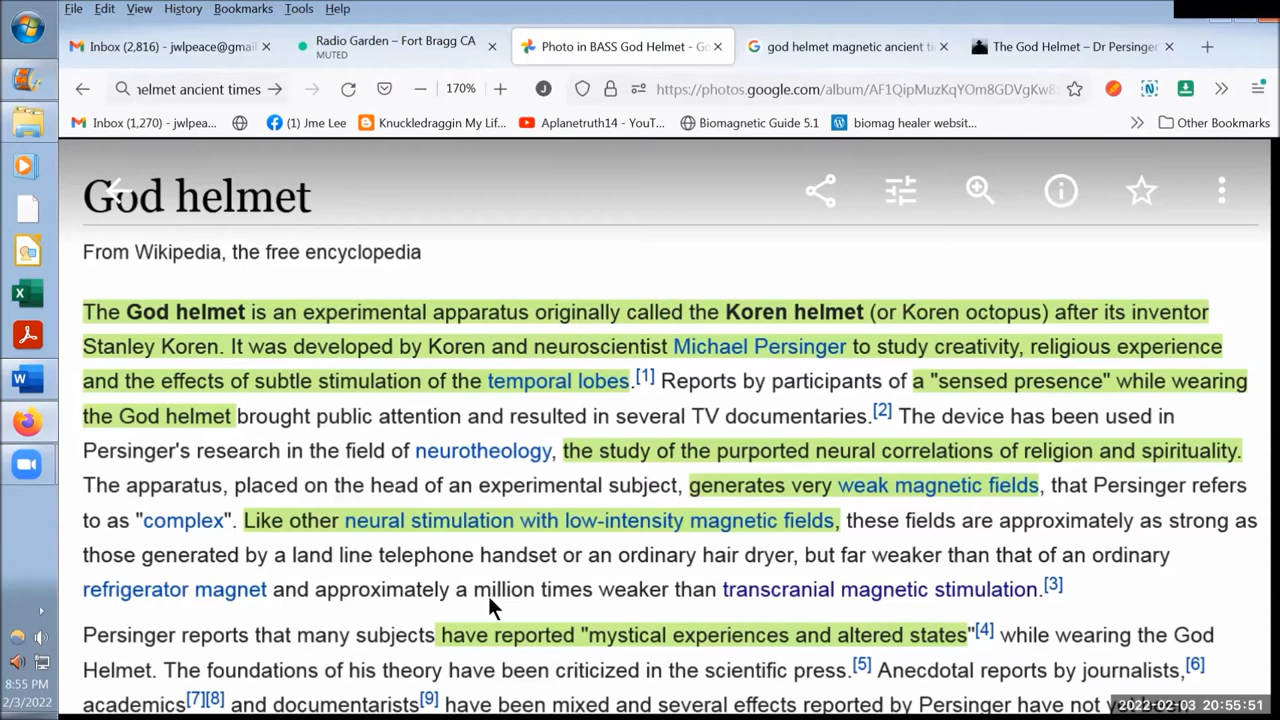 File Edit View History Bookmarks Tools Help
Inbox (2,816) - jwlpeace@gmail
Radio Garden – Fort Bragg CA
MUTED
Photo in BASS God Helmet - Go
god helmet magnetic ancient ti
The God Helmet – Dr Persinger
helmet ancient times
170%
https://photos.google.com/album/AF1QipMuzKqYOm8GDVgKw8
Inbox (1,270) - jwlpea...
(1) Jme Lee
Knuckledraggin My Lif...
Aplanetruth14 - YouT...
Biomagnetic Guide 5.1
biomag healer websit...
Other Bookmarks
God helmet
From Wikipedia, the free encyclopedia
The God helmet is an experimental apparatus originally called the Koren helmet (or Koren octopus) after its inventor
Stanley Koren. It was developed by Koren and neuroscientist Michael Persinger to study creativity, religious experience
and the effects of subtle stimulation of the temporal lobes.[1] Reports by participants of a "sensed presence" while wearing
the God helmet brought public attention and resulted in several TV documentaries.[2] The device has been used in
Persinger's research in the field of neurotheology, the study of the purported neural correlations of religion and spirituality.
The apparatus, placed on the head of an experimental subject, generates very weak magnetic fields, that Persinger refers
to as "complex". Like other neural stimulation with low-intensity magnetic fields, these fields are approximately as strong as
those generated by a land line telephone handset or an ordinary hair dryer, but far weaker than that of an ordinary
refrigerator magnet and approximately a million times weaker than transcranial magnetic stimulation.[3]
Persinger reports that many subjects have reported "mystical experiences and altered states"[4] while wearing the God
Helmet. The foundations of his theory have been criticized in the scientific press.[5] Anecdotal reports by journalists,[6]
academics[7][8] and documentarists[9] have been mixed and several effects reported by Persinger have not
8:55 PM
2/3/2022
2022-02-03 20:55:51